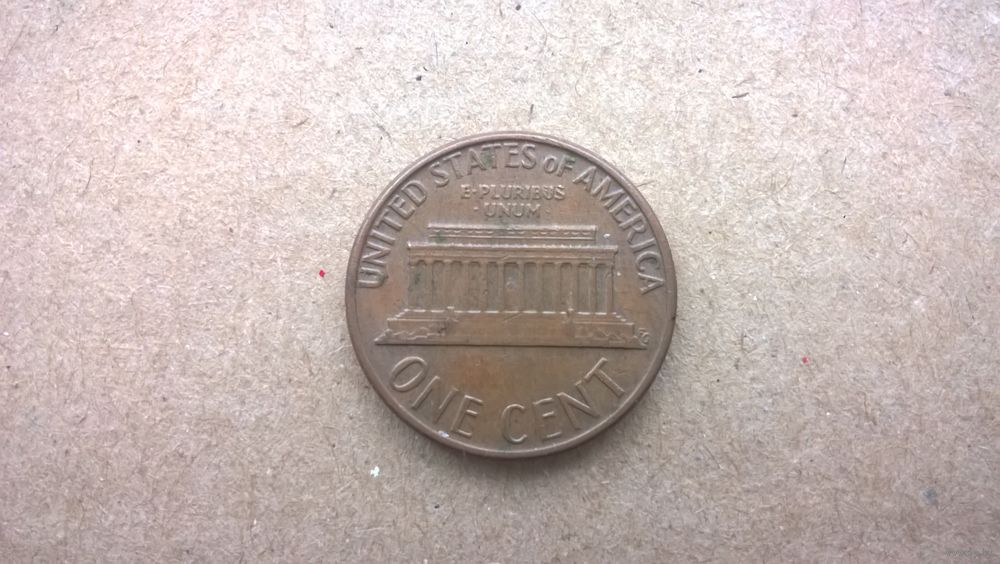 UNITED STATES OF AMERICA
E·PLURIBUS
·UNUM·
ONE CENT